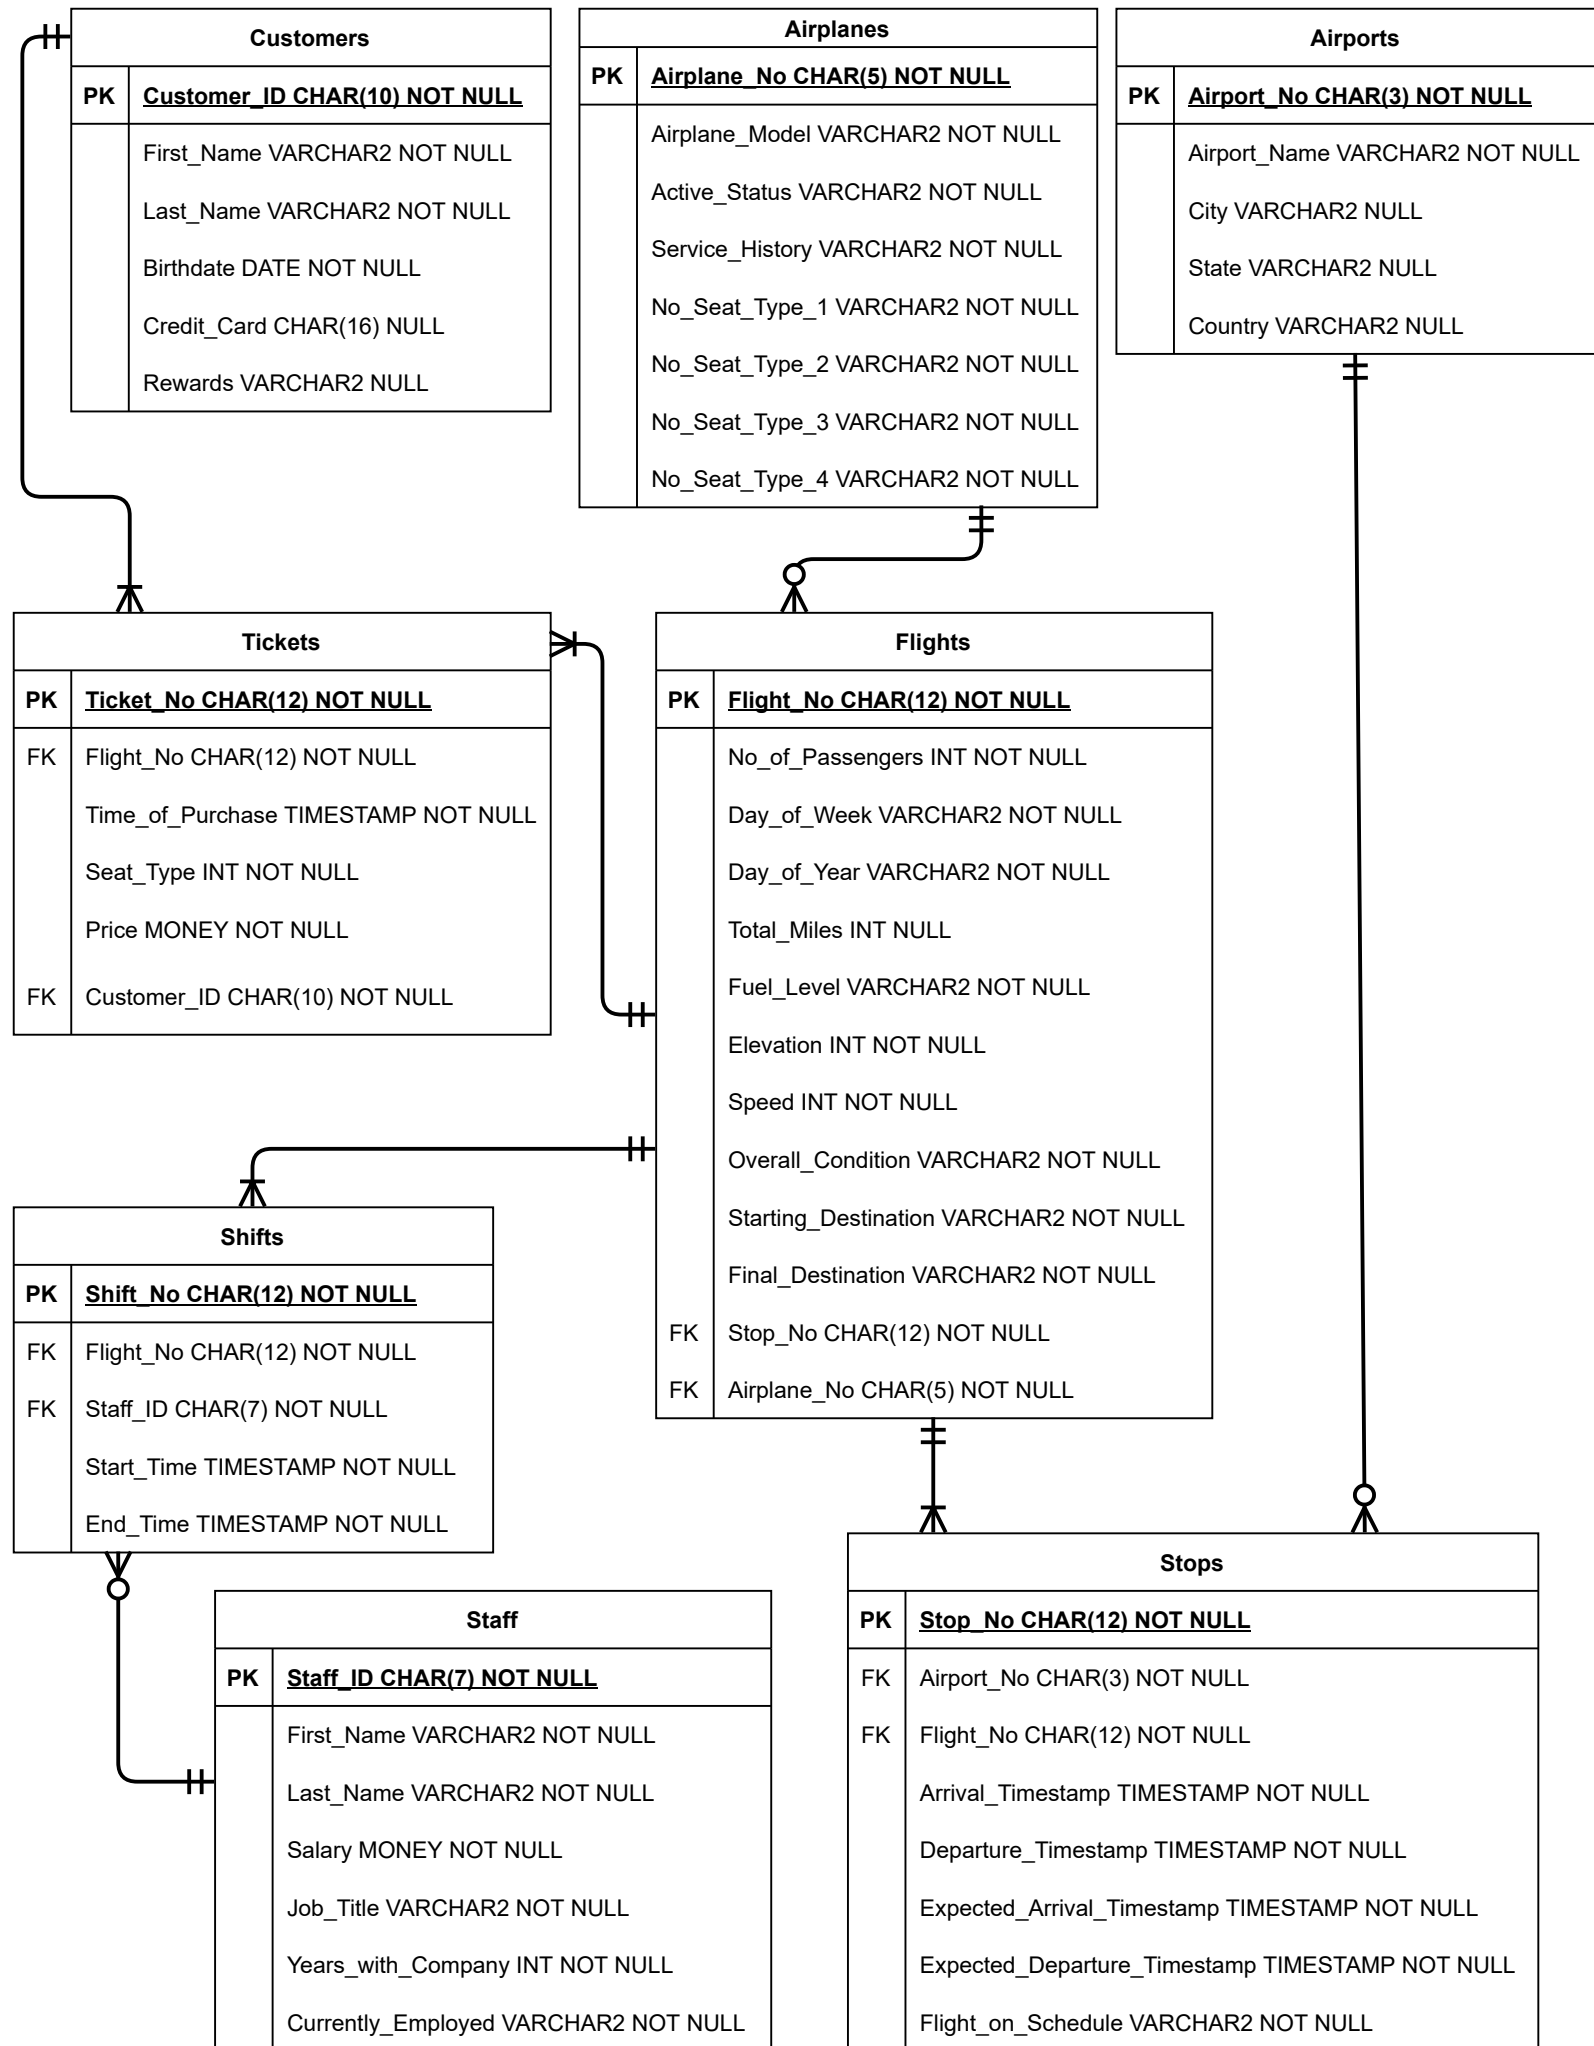 Customers
PK Customer_ID CHAR(10) NOT NULL
First_Name VARCHAR2 NOT NULL
Last_Name VARCHAR2 NOT NULL
Birthdate DATE NOT NULL
Credit_Card CHAR(16) NULL
Rewards VARCHAR2 NULL
Airplanes
PK Airplane_No CHAR(5) NOT NULL
Airplane_Model VARCHAR2 NOT NULL
Active_Status VARCHAR2 NOT NULL
Service_History VARCHAR2 NOT NULL
No_Seat_Type_1 VARCHAR2 NOT NULL
No_Seat_Type_2 VARCHAR2 NOT NULL
No_Seat_Type_3 VARCHAR2 NOT NULL
No_Seat_Type_4 VARCHAR2 NOT NULL
Airports
PK Airport_No CHAR(3) NOT NULL
Airport_Name VARCHAR2 NOT NULL
City VARCHAR2 NULL
State VARCHAR2 NULL
Country VARCHAR2 NULL
Tickets
PK Ticket_No CHAR(12) NOT NULL
FK Flight_No CHAR(12) NOT NULL
Time_of_Purchase TIMESTAMP NOT NULL
Seat_Type INT NOT NULL
Price MONEY NOT NULL
FK Customer_ID CHAR(10) NOT NULL
Flights
PK Flight_No CHAR(12) NOT NULL
No_of_Passengers INT NOT NULL
Day_of_Week VARCHAR2 NOT NULL
Day_of_Year VARCHAR2 NOT NULL
Total_Miles INT NULL
Fuel_Level VARCHAR2 NOT NULL
Elevation INT NOT NULL
Speed INT NOT NULL
Overall_Condition VARCHAR2 NOT NULL
Starting_Destination VARCHAR2 NOT NULL
Final_Destination VARCHAR2 NOT NULL
FK Stop_No CHAR(12) NOT NULL
FK Airplane_No CHAR(5) NOT NULL
Shifts
PK Shift_No CHAR(12) NOT NULL
FK Flight_No CHAR(12) NOT NULL
FK Staff_ID CHAR(7) NOT NULL
Start_Time TIMESTAMP NOT NULL
End_Time TIMESTAMP NOT NULL
Staff
PK Staff_ID CHAR(7) NOT NULL
First_Name VARCHAR2 NOT NULL
Last_Name VARCHAR2 NOT NULL
Salary MONEY NOT NULL
Job_Title VARCHAR2 NOT NULL
Years_with_Company INT NOT NULL
Currently_Employed VARCHAR2 NOT NULL
Stops
PK Stop_No CHAR(12) NOT NULL
FK Airport_No CHAR(3) NOT NULL
FK Flight_No CHAR(12) NOT NULL
Arrival_Timestamp TIMESTAMP NOT NULL
Departure_Timestamp TIMESTAMP NOT NULL
Expected_Arrival_Timestamp TIMESTAMP NOT NULL
Expected_Departure_Timestamp TIMESTAMP NOT NULL
Flight_on_Schedule VARCHAR2 NOT NULL